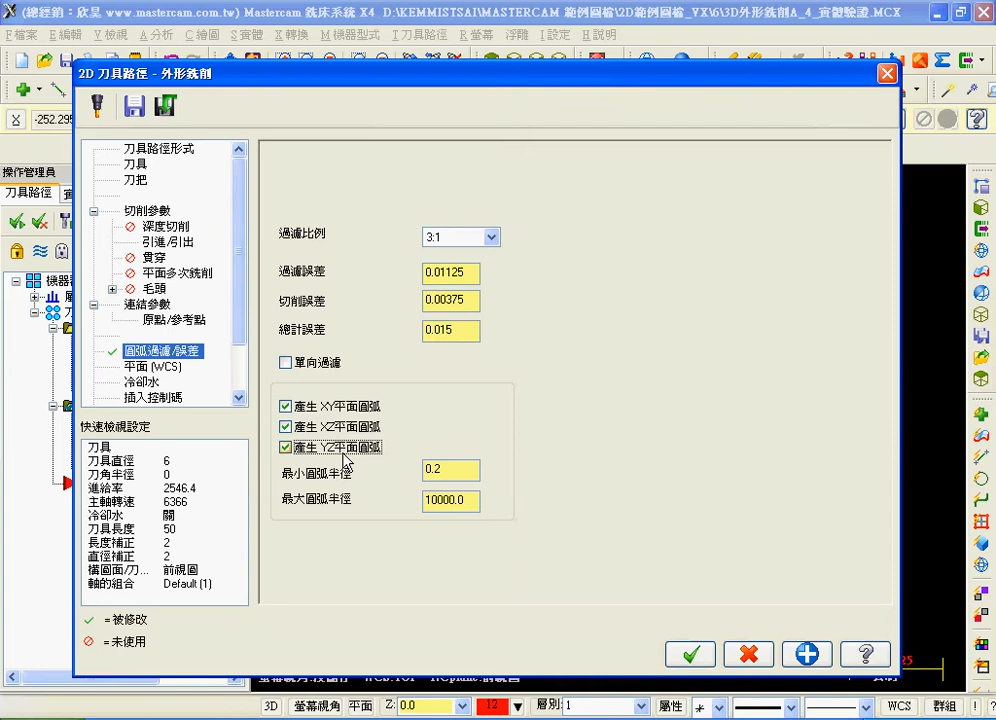 (總經銷：欣昊 www.mastercam.com.tw) Mastercam 銑床系統 X4 D:\KEMMISTSAI\MASTERCAM 範例圖檔\2D範例圖檔_VX\6\3D外形銑削A_4_實體驗證.MCX
F檔案 E編輯 V檢視 A分析 C繪圖 S實體 X轉換 M機器型式 T刀具路徑 R螢幕 浮雕 I設定 H說明
2D 刀具路徑 - 外形銑削
-252.295
操作管理員
刀具路徑
刀具路徑形式
刀具
刀把
切削參數
深度切削
引進/引出
貫穿
平面多次銑削
毛頭
連結參數
原點/參考點
圓弧過濾/誤差
平面 (WCS)
冷卻水
插入控制碼
過濾比例 3:1
過濾誤差 0.01125
切削誤差 0.00375
總計誤差 0.015
單向過濾
產生 XY平面圓弧
產生 XZ平面圓弧
產生 YZ平面圓弧
最小圓弧半徑 0.2
最大圓弧半徑 10000.0
快速檢視設定
刀具
刀具直徑 6
刀角半徑 0
進給率 2546.4
主軸轉速 6366
冷卻水 關
刀具長度 50
長度補正 2
直徑補正 2
構圖面/刀... 前視圖
軸的組合 Default (1)
= 被修改
= 未使用
3D 螢幕視角 平面 Z: 0.0 12 層別: 1 屬性 WCS 群組